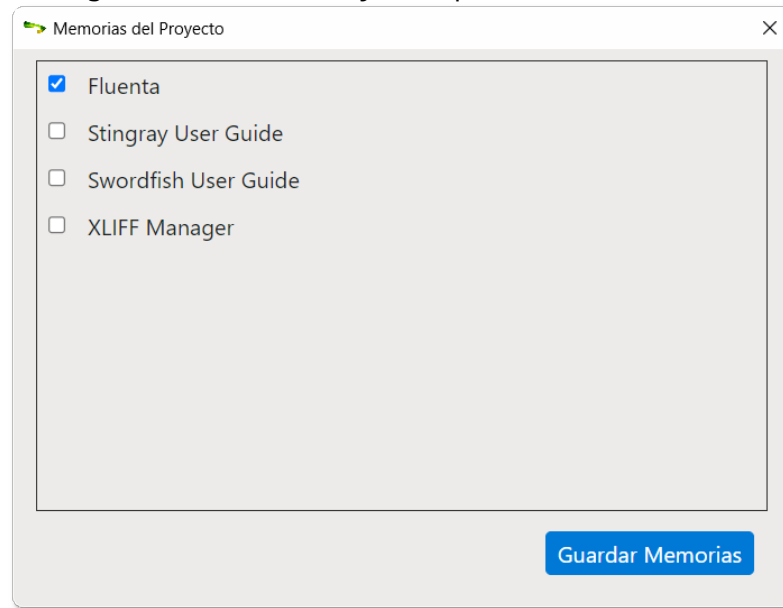 Memorias del Proyecto
Fluenta
Stingray User Guide
Swordfish User Guide
XLIFF Manager
Guardar Memorias